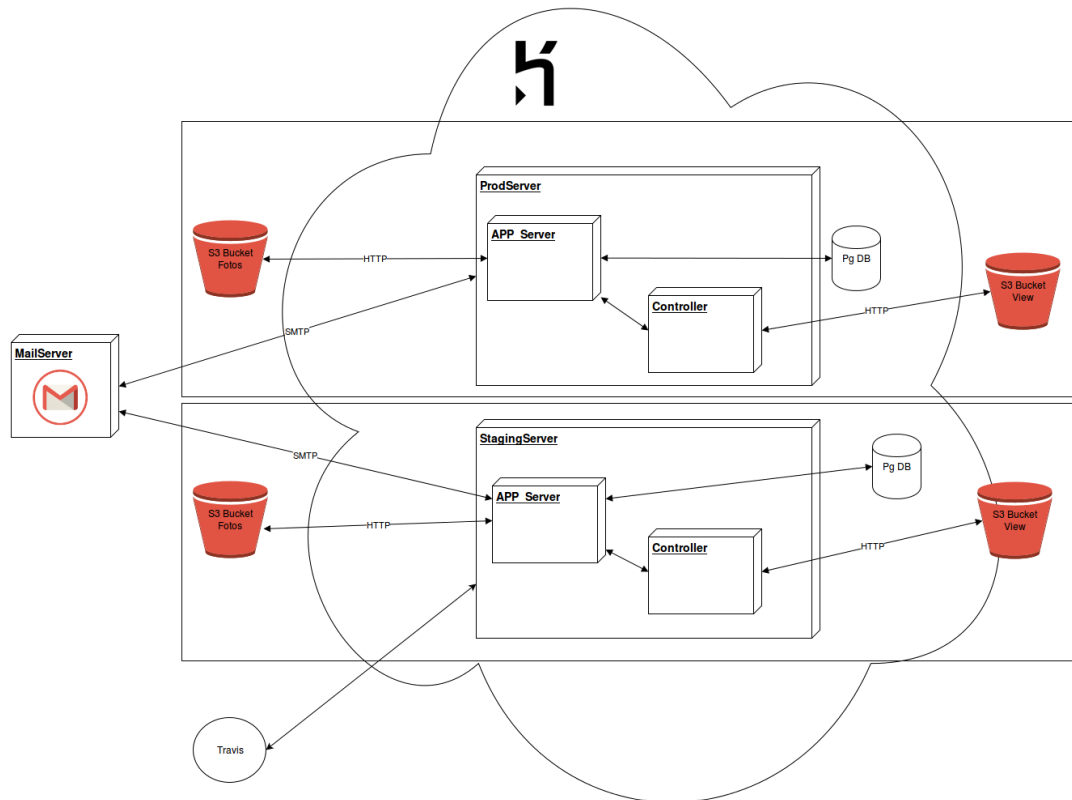 ProdServer
APP_Server
S3 Bucket
Fotos
HTTP
Pg DB
S3 Bucket
View
Controller
HTTP
SMTP
MailServer
StagingServer
SMTP
Pg DB
APP_Server
S3 Bucket
Fotos
HTTP
S3 Bucket
View
Controller
HTTP
Travis